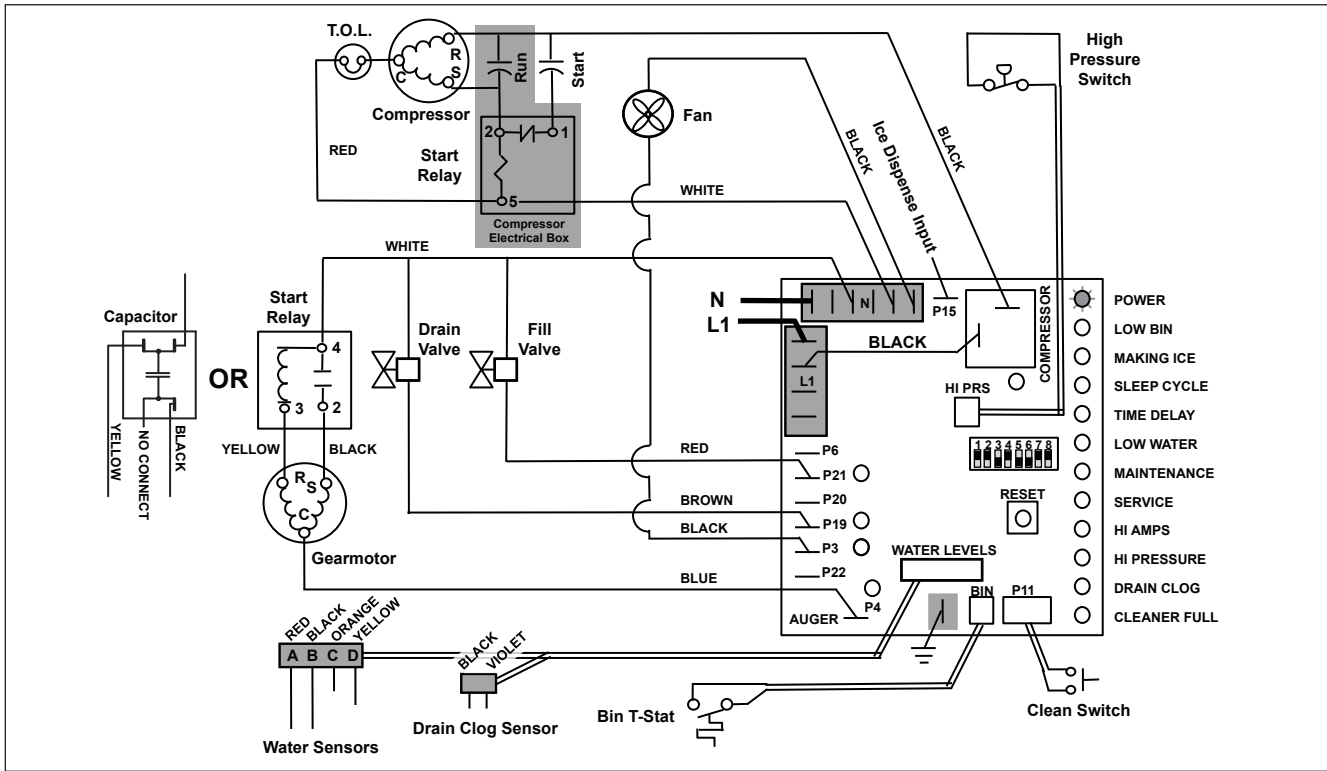 T.O.L.
R
S
C
Compressor
Run
Start
RED
2
1
Start
Relay
5
Compressor
Electrical Box
WHITE
Fan
BLACK
Ice Dispense Input
BLACK
High
Pressure
Switch
WHITE
Capacitor
YELLOW
NO CONNECT
BLACK
OR
Start
Relay
4
3
2
YELLOW
BLACK
R
S
C
Gearmotor
Drain
Valve
Fill
Valve
N
L1
N
P15
BLACK
L1
COMPRESSOR
HI PRS
1 2 3 4 5 6 7 8
RESET
RED
BROWN
BLACK
BLUE
P6
P21
P20
P19
P3
P22
P4
AUGER
WATER LEVELS
BIN
P11
POWER
LOW BIN
MAKING ICE
SLEEP CYCLE
TIME DELAY
LOW WATER
MAINTENANCE
SERVICE
HI AMPS
HI PRESSURE
DRAIN CLOG
CLEANER FULL
RED
BLACK
ORANGE
YELLOW
A B C D
Water Sensors
BLACK
VIOLET
Drain Clog Sensor
Bin T-Stat
Clean Switch